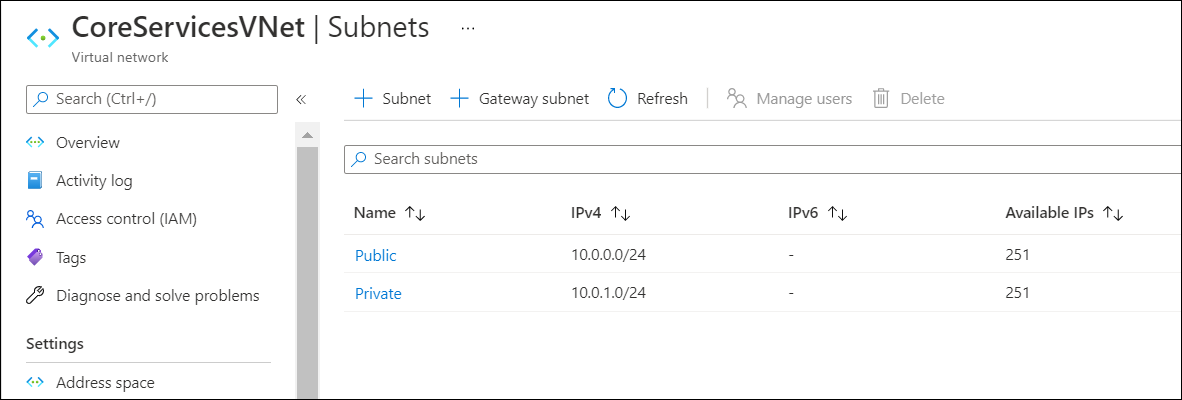 CoreServicesVNet | Subnets ...
Virtual network
Search (Ctrl+/) «
Subnet Gateway subnet Refresh Manage users Delete
Overview
Activity log
Access control (IAM)
Tags
Diagnose and solve problems
Settings
Address space
Search subnets
Name IPv4 IPv6 Available IPs
Public 10.0.0.0/24 - 251
Private 10.0.1.0/24 - 251